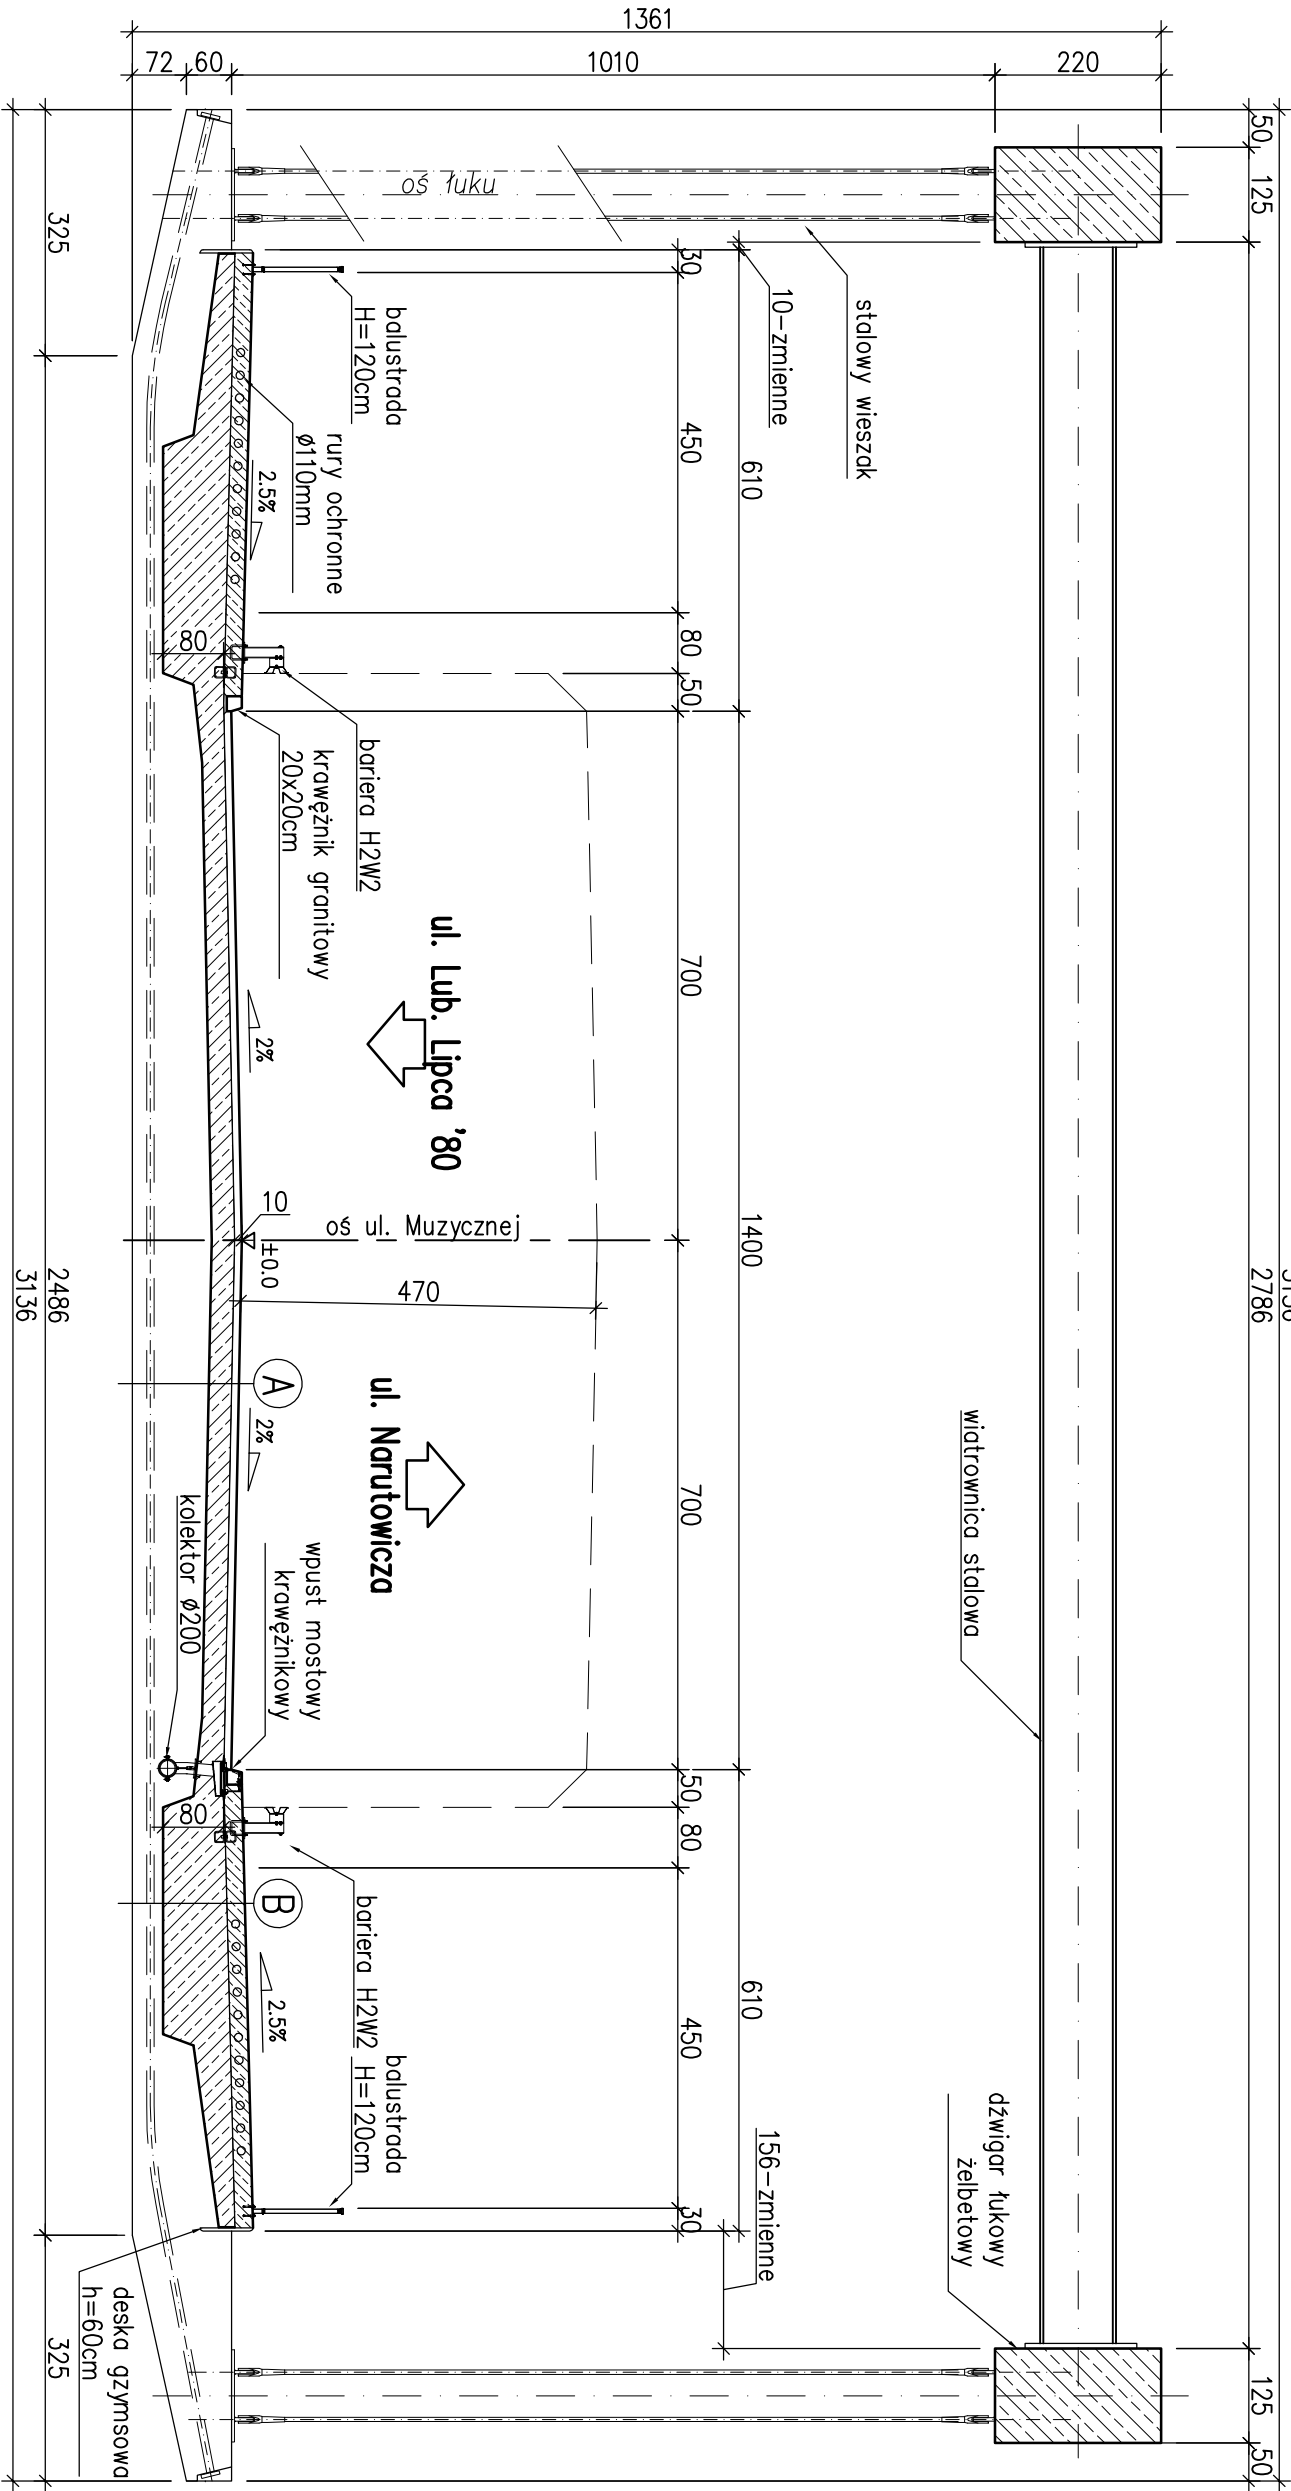 1361
72
60
1010
220
3136
2786
50
125
125
50
oś łuku
stalowy wieszak
10-zmienne
30
450
80
50
700
700
50
80
450
30
610
1400
610
156-zmienne
balustrada
H=120cm
rury ochronne
ø110mm
2.5%
80
bariera H2W2
krawężnik granitowy
20x20cm
ul. Lub. Lipca '80
2%
10
±0.0
oś ul. Muzycznej
470
A
2%
ul. Narutowicza
wiatrownica stalowa
wpust mostowy
krawężnikowy
kolektor ø200
80
B
bariera H2W2
2.5%
balustrada
H=120cm
dźwigar łukowy
żelbetowy
deska gzymsowa
h=60cm
325
2486
325
3136